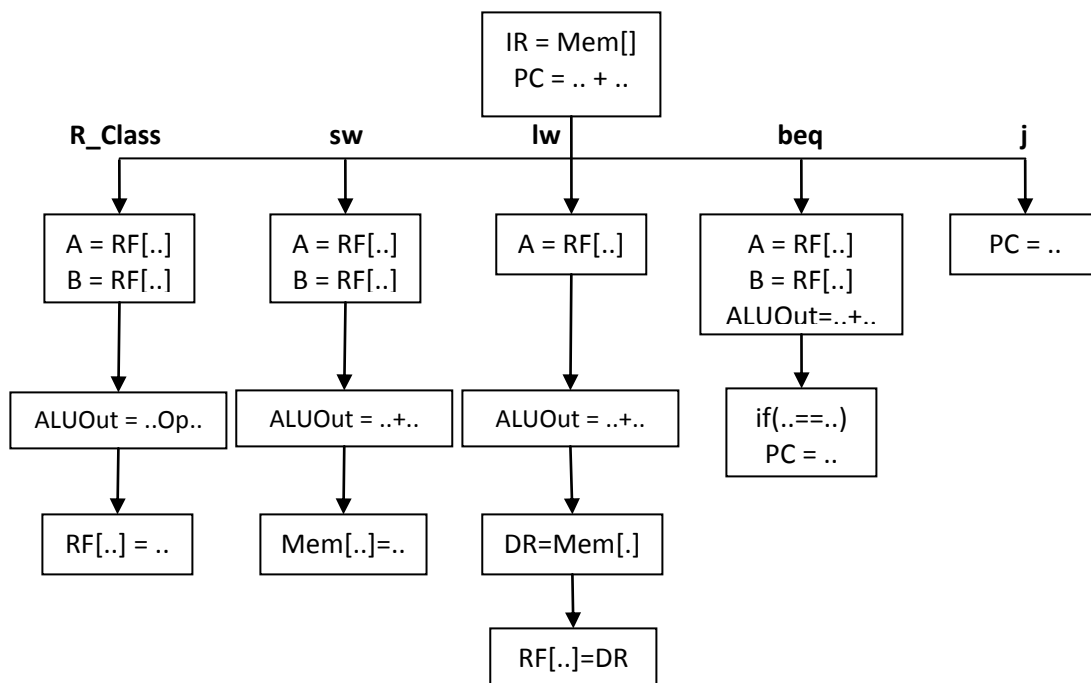 IR = Mem[]
PC = .. + ..
R_Class
sw
lw
beq
j
A = RF[..]
B = RF[..]
A = RF[..]
B = RF[..]
A = RF[..]
A = RF[..]
B = RF[..]
ALUOut=..+..
PC = ..
ALUOut = ..Op..
ALUOut = ..+..
ALUOut = ..+..
if(..==..)
PC = ..
RF[..] = ..
Mem[..]=..
DR=Mem[.]
RF[..]=DR